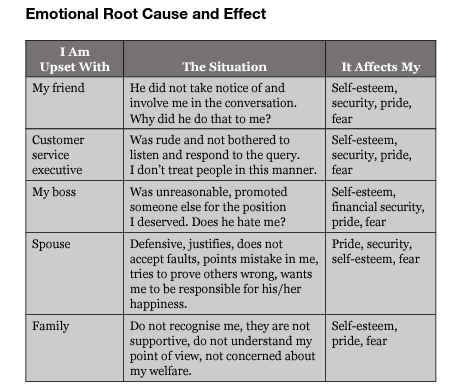 Emotional Root Cause and Effect
I Am
Upset With
The Situation
It Affects My
My friend
He did not take notice of and
involve me in the conversation.
Why did he do that to me?
Self-esteem,
security, pride,
fear
Customer
service
executive
Was rude and not bothered to
listen and respond to the query.
I don't treat people in this manner.
Self-esteem,
security, pride,
fear
My boss
Was unreasonable, promoted
someone else for the position
I deserved. Does he hate me?
Self-esteem,
financial security,
pride, fear
Spouse
Defensive, justifies, does not
accept faults, points mistake in me,
tries to prove others wrong, wants
me to be responsible for his/her
happiness.
Pride, security,
self-esteem, fear
Family
Do not recognise me, they are not
supportive, do not understand my
point of view, not concerned about
my welfare.
Self-esteem,
pride, fear